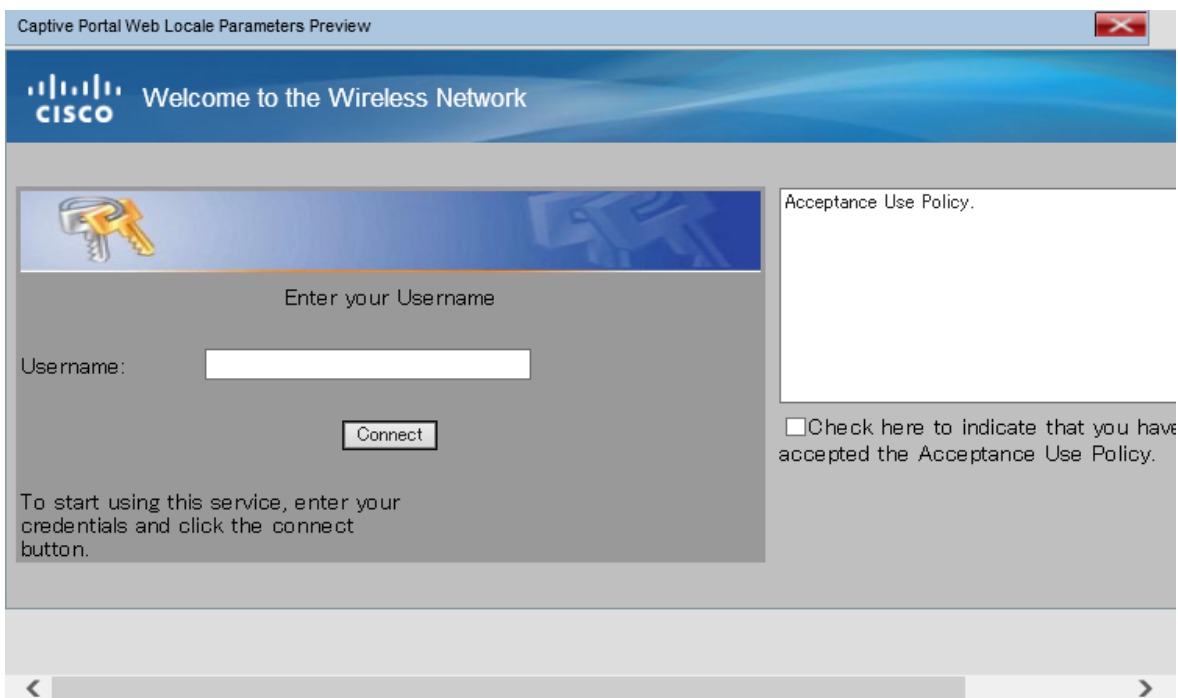 Captive Portal Web Locale Parameters Preview
CISCO
Welcome to the Wireless Network
Enter your Username
Username:
Connect
To start using this service, enter your
credentials and click the connect
button.
Acceptance Use Policy.
Check here to indicate that you have
accepted the Acceptance Use Policy.